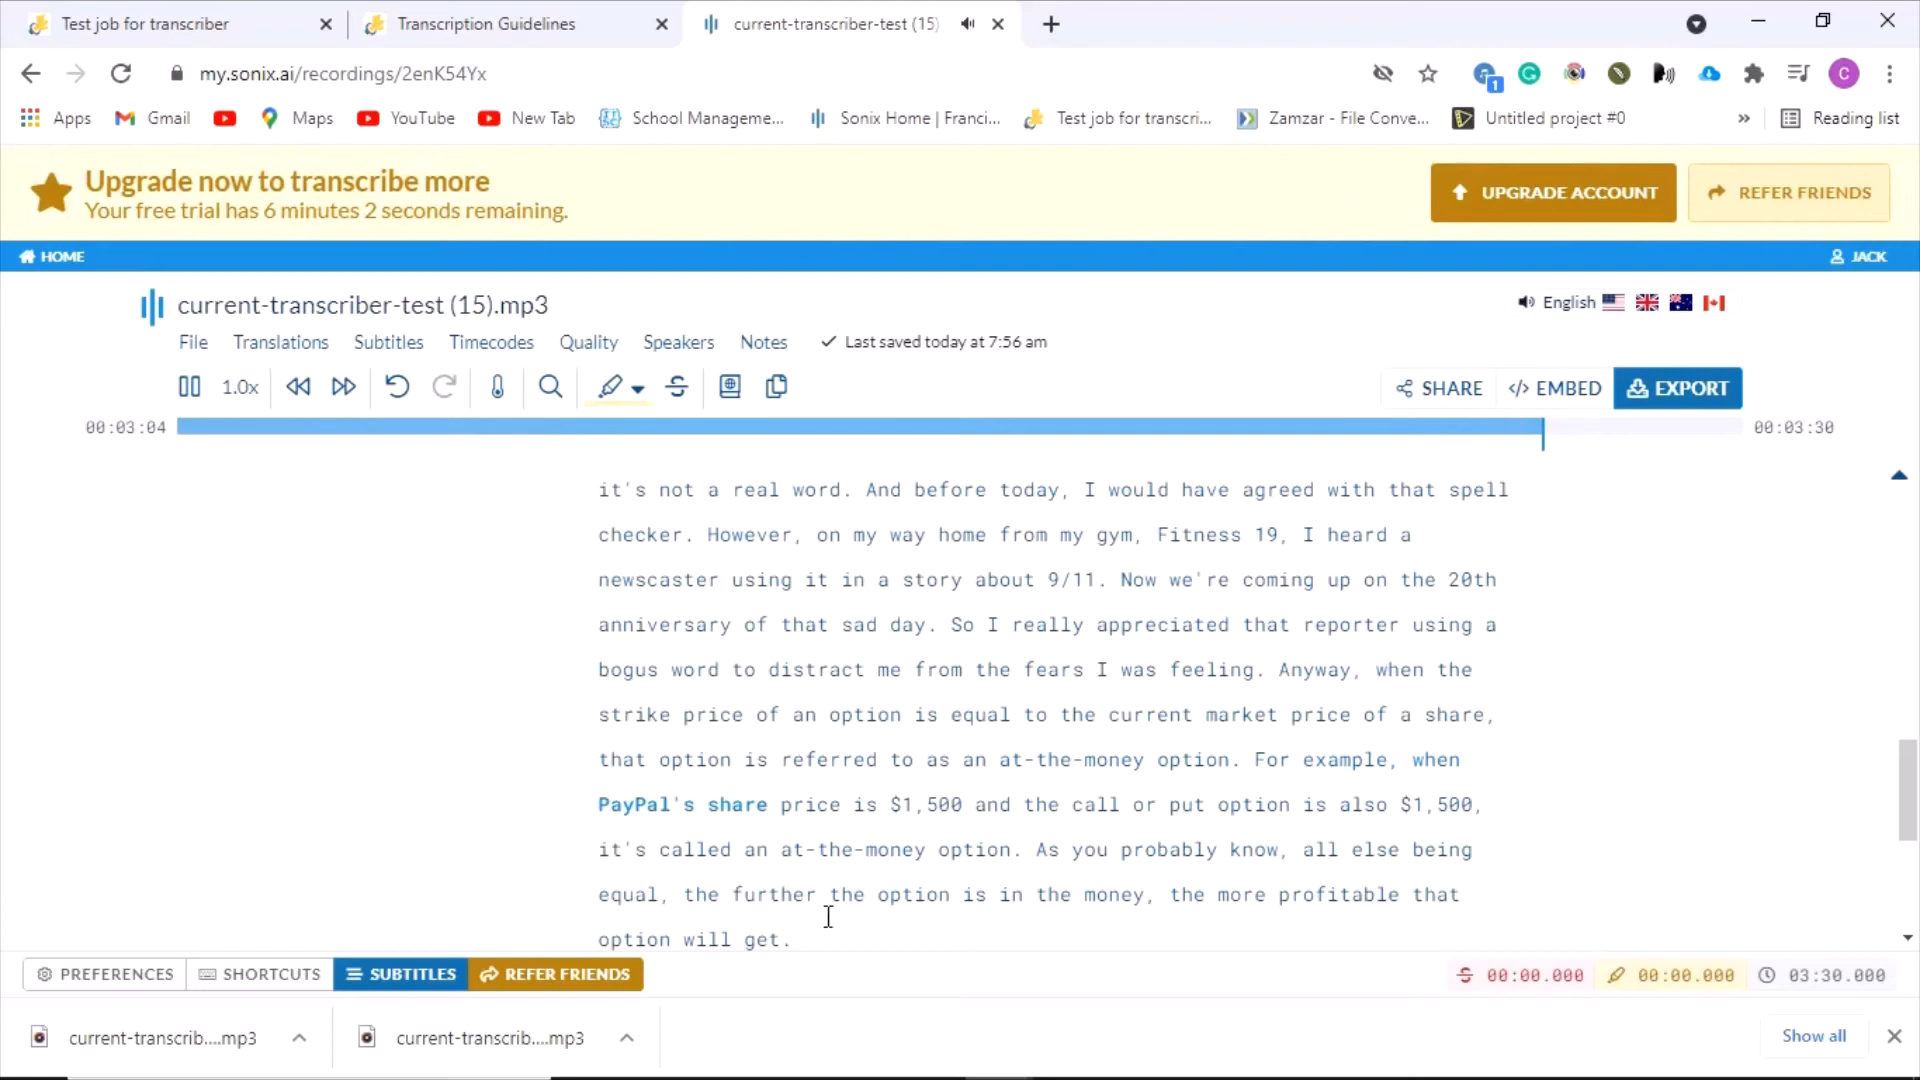 Test job for transcriber
Transcription Guidelines
current-transcriber-test (15)
my.sonix.ai/recordings/2enK54Yx
1
C
Apps
Gmail
Maps
YouTube
New Tab
School Manageme...
Sonix Home | Franci...
Test job for transcri...
Zamzar - File Conve...
Untitled project #0
»
Reading list
Upgrade now to transcribe more
Your free trial has 6 minutes 2 seconds remaining.
UPGRADE ACCOUNT
REFER FRIENDS
HOME
JACK
current-transcriber-test (15).mp3
English
File Translations Subtitles Timecodes Quality Speakers Notes Last saved today at 7:56 am
1.0x
SHARE
</> EMBED
EXPORT
00:03:04
00:03:30
it's not a real word. And before today, I would have agreed with that spell
checker. However, on my way home from my gym, Fitness 19, I heard a
newscaster using it in a story about 9/11. Now we're coming up on the 20th
anniversary of that sad day. So I really appreciated that reporter using a
bogus word to distract me from the fears I was feeling. Anyway, when the
strike price of an option is equal to the current market price of a share,
that option is referred to as an at-the-money option. For example, when
PayPal's share price is $1,500 and the call or put option is also $1,500,
it's called an at-the-money option. As you probably know, all else being
equal, the further the option is in the money, the more profitable that
option will get.
PREFERENCES
SHORTCUTS
SUBTITLES
REFER FRIENDS
00:00.000
00:00.000
03:30.000
current-transcrib....mp3
current-transcrib....mp3
Show all